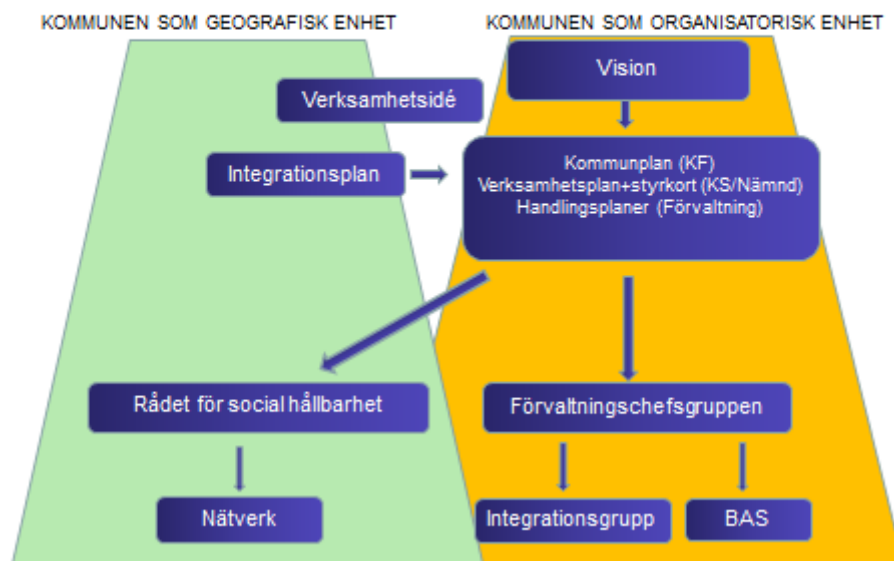 KOMMUNEN SOM GEOGRAFISK ENHET
KOMMUNEN SOM ORGANISATORISK ENHET
Vision
Verksamhetsidé
Integrationsplan
Kommunplan (KF)
Verksamhetsplan+styrkort (KS/Nämnd)
Handlingsplaner (Förvaltning)
Rådet för social hållbarhet
Förvaltningschefsgruppen
Nätverk
Integrationsgrupp
BAS